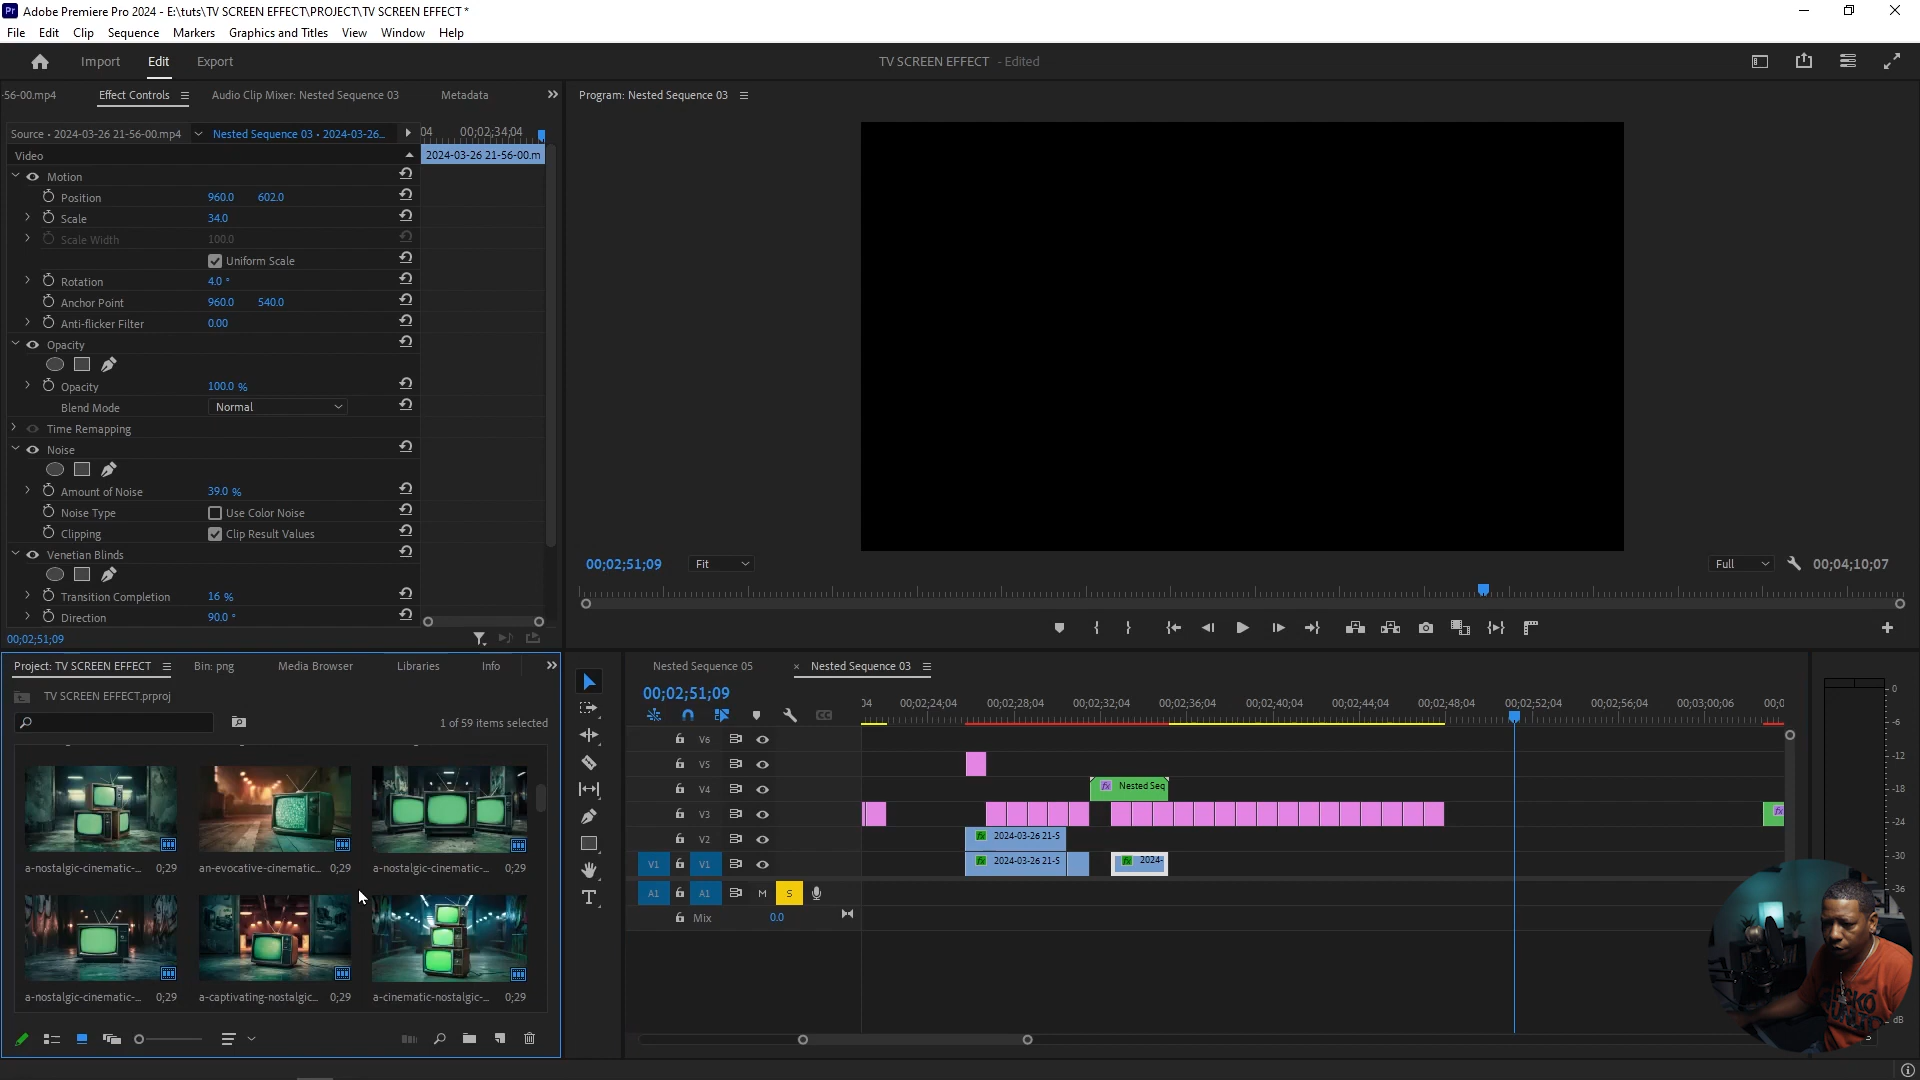 Pr Adobe Premiere Pro 2024 - E:\tuts\TV SCREEN EFFECT\PROJECT\TV SCREEN EFFECT *
File Edit Clip Sequence Markers Graphics and Titles View Window Help
Import Edit Export TV SCREEN EFFECT - Edited
-56-00.mp4 Effect Controls Audio Clip Mixer: Nested Sequence 03 Metadata
Program: Nested Sequence 03
Source • 2024-03-26 21-56-00.mp4 Nested Sequence 03 • 2024-03-26... 04 00;02;34;04
Video 2024-03-26 21-56-00.m
Motion
Position 960.0 602.0
Scale 34.0
Scale Width 100.0
Uniform Scale
Rotation 4.0 °
Anchor Point 960.0 540.0
Anti-flicker Filter 0.00
Opacity
Opacity 100.0 %
Blend Mode Normal
Time Remapping
Noise
Amount of Noise 39.0 %
Noise Type Use Color Noise
Clipping Clip Result Values
Venetian Blinds
Transition Completion 16 %
Direction 90.0 °
00;02;51;09
00;02;51;09 Fit Full 00;04;10;07
Project: TV SCREEN EFFECT Bin: png Media Browser Libraries Info
TV SCREEN EFFECT.prproj
1 of 59 items selected
a-nostalgic-cinematic-... 0;29 an-evocative-cinematic... 0;29 a-nostalgic-cinematic-... 0;29
a-nostalgic-cinematic-... 0;29 a-captivating-nostalgic... 0;29 a-cinematic-nostalgic-... 0;29
Nested Sequence 05 × Nested Sequence 03
00;02;51;09
04 00;02;24;04 00;02;28;04 00;02;32;04 00;02;36;04 00;02;40;04 00;02;44;04 00;02;48;04 00;02;52;04 00;02;56;04 00;03;00;06 00;0
V6
V5
V4 fx Nested Seq
V3 fx
V2 fx 2024-03-26 21-5
V1 V1 fx 2024-03-26 21-5 fx 2024-
A1 A1 M S
Mix 0.0
0
-6
-12
-18
-24
-30
-36
dB
S